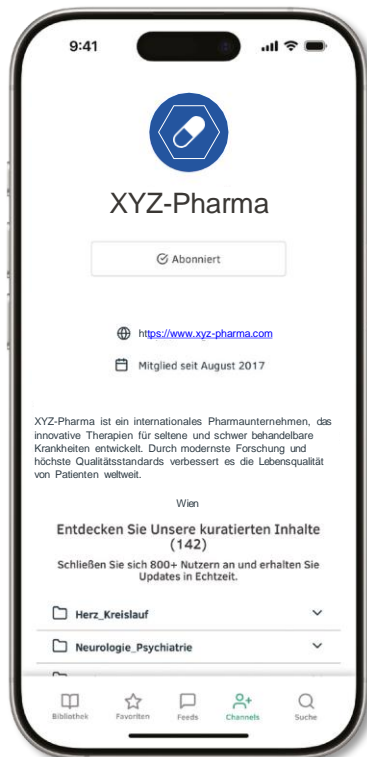 9:41
XYZ-Pharma
Abonniert
https://www.xyz-pharma.com
Mitglied seit August 2017
XYZ-Pharma ist ein internationales Pharmaunternehmen, das
innovative Therapien für seltene und schwer behandelbare
Krankheiten entwickelt. Durch modernste Forschung und
höchste Qualitätsstandards verbessert es die Lebensqualität
von Patienten weltweit.
Wien
Entdecken Sie Unsere kuratierten Inhalte
(142)
Schließen Sie sich 800+ Nutzern an und erhalten Sie
Updates in Echtzeit.
Herz_Kreislauf
Neurologie_Psychiatrie
Bibliothek Favoriten Feeds Channels Suche